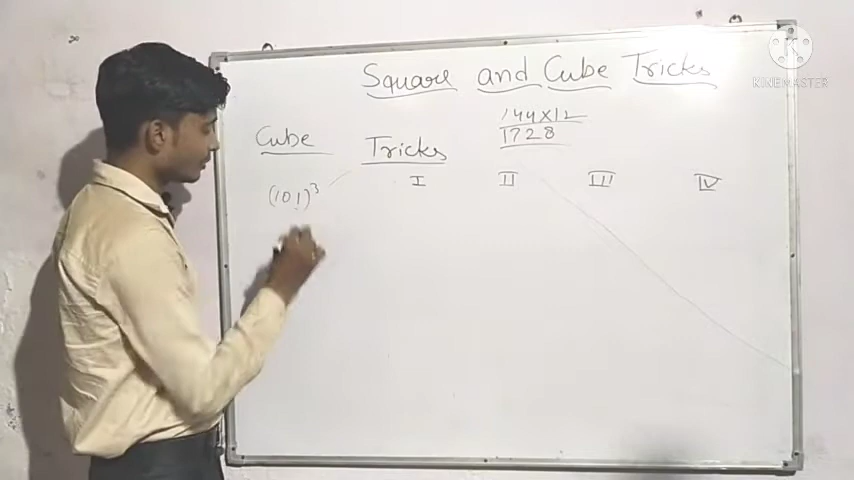 Square and Cube Tricks
144×12
1728
Cube
Tricks
(101)³
I II III IV
K
KINEMASTER